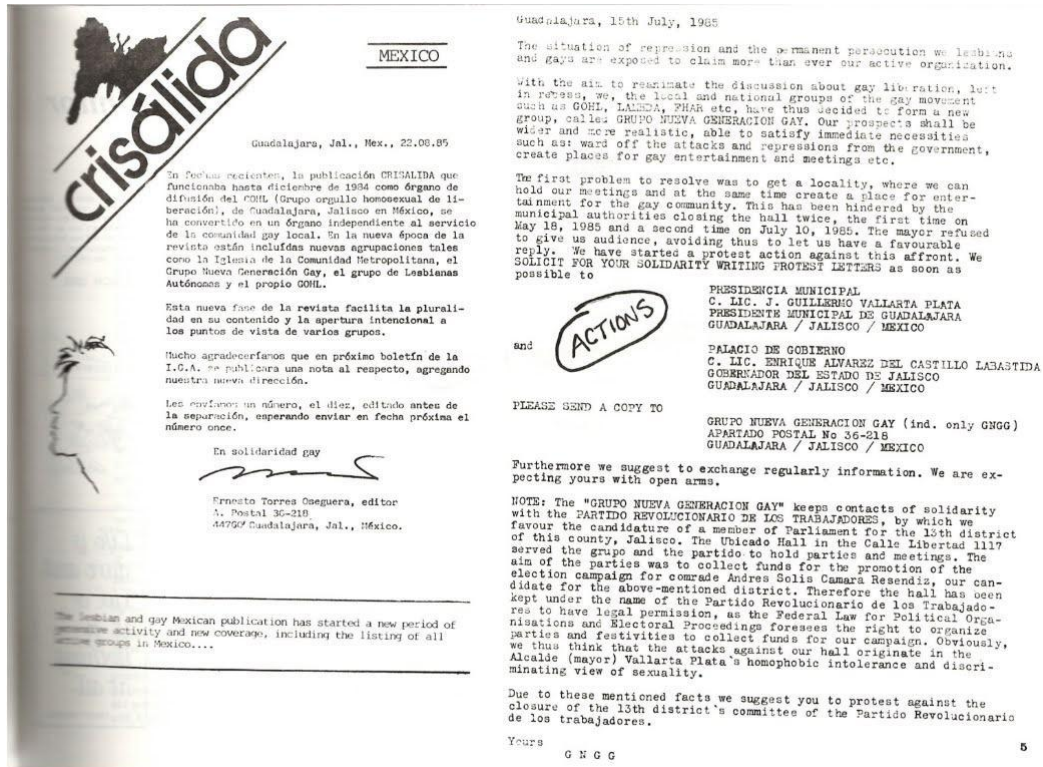 crisálida
MEXICO
Guadalajara, Jal., Mex., 22.08.85
En fechas recientes, la publicación CRISALIDA que
funcionaba hasta diciembre de 1984 como órgano de
difusión del GOHL (Grupo orgullo homosexual de li-
beración), de Guadalajara, Jalisco en México, se
ha convertido en un órgano independiente al servicio
de la comunidad gay local. En la nueva época de la
revista están incluídas nuevas agrupaciones tales
como la Iglesia de la Comunidad Metropolitana, el
Grupo Nueva Generación Gay, el grupo de Lesbianas
Autónomas y el propio GOHL.
Esta nueva fase de la revista facilita la plurali-
dad en su contenido y la apertura intencional a
los puntos de vista de varios grupos.
Mucho agradeceríamos que en próximo boletín de la
I.G.A. se publicara una nota al respecto, agregando
nuestra nueva dirección.
Les envíamos un número, el diez, editado antes de
la separación, esperando enviar en fecha próxima el
número once.
En solidaridad gay
Ernesto Torres Oseguera, editor
A. Postal 36-218
44700 Guadalajara, Jal., México.
The lesbian and gay Mexican publication has started a new period of
activity and new coverage, including the listing of all
active groups in Mexico....
Guadalajara, 15th July, 1985
The situation of repression and the permanent persecution we lesbians
and gays are exposed to claim more than ever our active organization.
With the aim to reanimate the discussion about gay liberation, left
in recess, we, the local and national groups of the gay movement
such as GOHL, LAMBDA, FHAR etc, have thus decided to form a new
group, called GRUPO NUEVA GENERACION GAY. Our prospects shall be
wider and more realistic, able to satisfy immediate necessities
such as: ward off the attacks and repressions from the government,
create places for gay entertainment and meetings etc.
The first problem to resolve was to get a locality, where we can
hold our meetings and at the same time create a place for enter-
tainment for the gay community. This has been hindered by the
municipal authorities closing the hall twice, the first time on
May 18, 1985 and a second time on July 10, 1985. The mayor refused
to give us audience, avoiding thus to let us have a favourable
reply. We have started a protest action against this affront. We
SOLICIT FOR YOUR SOLIDARITY WRITING PROTEST LETTERS as soon as
possible to
PRESIDENCIA MUNICIPAL
C. LIC. J. GUILLERMO VALLARTA PLATA
PRESIDENTE MUNICIPAL DE GUADALAJARA
GUADALAJARA / JALISCO / MEXICO
ACTIONS
and
PALACIO DE GOBIERNO
C. LIC. ENRIQUE ALVAREZ DEL CASTILLO LABASTIDA
GOBERNADOR DEL ESTADO DE JALISCO
GUADALAJARA / JALISCO / MEXICO
PLEASE SEND A COPY TO
GRUPO NUEVA GENERACION GAY (ind. only GNGG)
APARTADO POSTAL No 36-218
GUADALAJARA / JALISCO / MEXICO
Furthermore we suggest to exchange regularly information. We are ex-
pecting yours with open arms.
NOTE: The "GRUPO NUEVA GENERACION GAY" keeps contacts of solidarity
with the PARTIDO REVOLUCIONARIO DE LOS TRABAJADORES, by which we
favour the candidature of a member of Parliament for the 13th district
of this county, Jalisco. The Ubicado Hall in the Calle Libertad 1117
served the grupo and the partido to hold parties and meetings. The
aim of the parties was to collect funds for the promotion of the
election campaign for comrade Andres Solis Camara Resendiz, our can-
didate for the above-mentioned district. Therefore the hall has been
kept under the name of the Partido Revolucionario de los Trabajado-
res to have legal permission, as the Federal Law for Political Orga-
nisations and Electoral Proceedings foresees the right to organize
parties and festivities to collect funds for our campaign. Obviously,
we thus think that the attacks against our hall originate in the
Alcalde (mayor) Vallarta Plata`s homophobic intolerance and discri-
minating view of sexuality.
Due to these mentioned facts we suggest you to protest against the
closure of the 13th district`s committee of the Partido Revolucionario
de los trabajadores.
Yours
G N G G
5